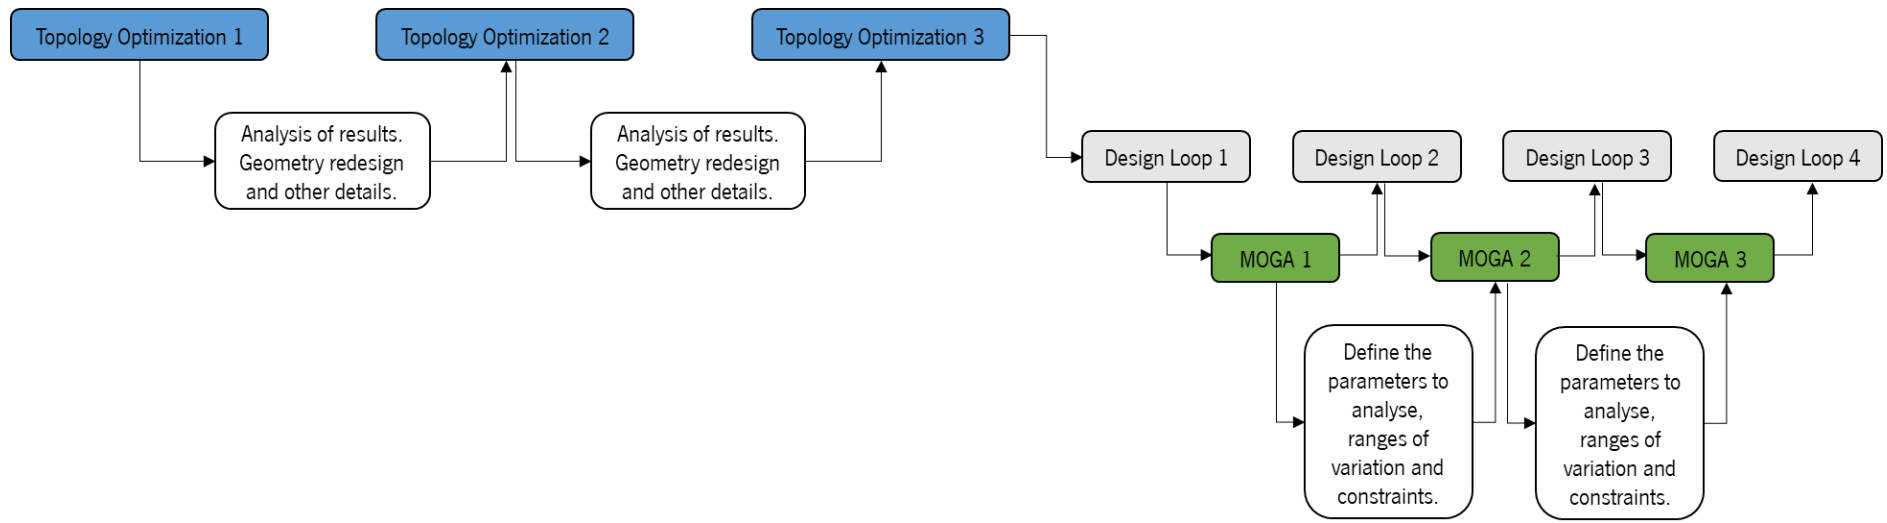 Topology Optimization 1
Topology Optimization 2
Topology Optimization 3
Analysis of results.
Geometry redesign
and other details.
Analysis of results.
Geometry redesign
and other details.
Design Loop 1
Design Loop 2
Design Loop 3
Design Loop 4
MOGA 1
MOGA 2
MOGA 3
Define the
parameters to
analyse,
ranges of
variation and
constraints.
Define the
parameters to
analyse,
ranges of
variation and
constraints.